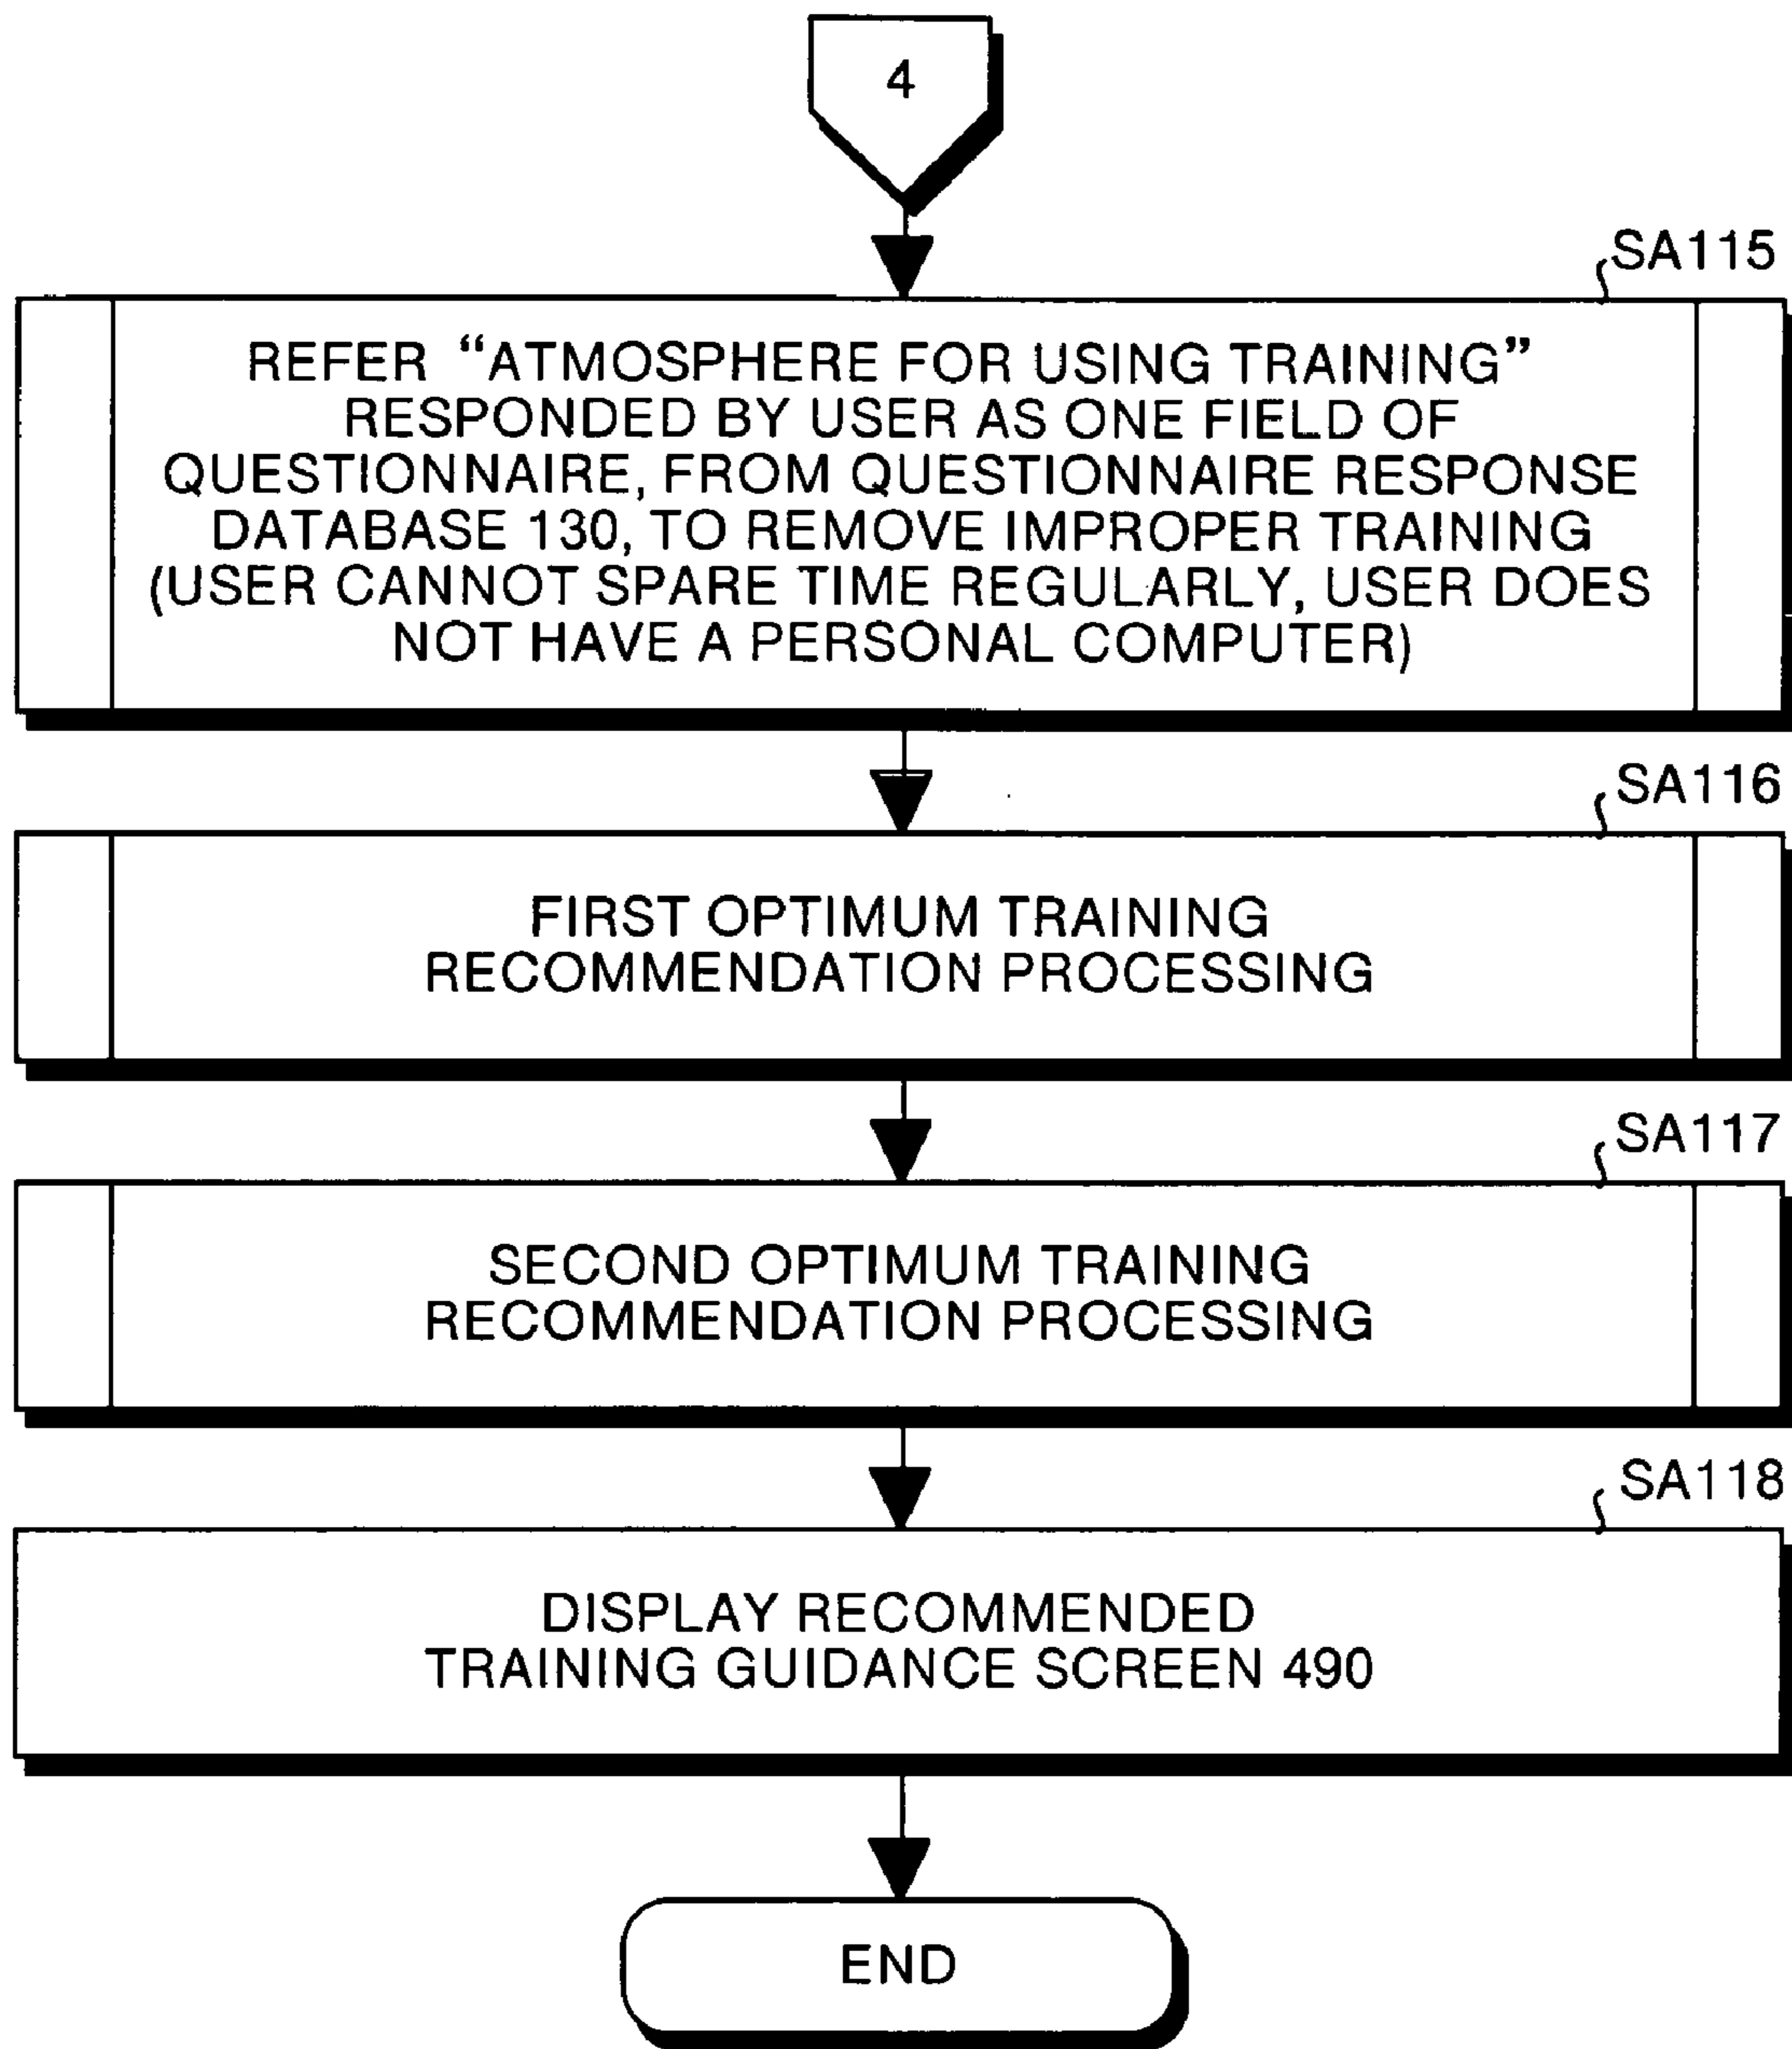 4
SA115
REFER “ATMOSPHERE FOR USING TRAINING”
RESPONDED BY USER AS ONE FIELD OF
QUESTIONNAIRE, FROM QUESTIONNAIRE RESPONSE
DATABASE 130, TO REMOVE IMPROPER TRAINING
(USER CANNOT SPARE TIME REGULARLY, USER DOES
NOT HAVE A PERSONAL COMPUTER)
SA116
FIRST OPTIMUM TRAINING
RECOMMENDATION PROCESSING
SA117
SECOND OPTIMUM TRAINING
RECOMMENDATION PROCESSING
SA118
DISPLAY RECOMMENDED
TRAINING GUIDANCE SCREEN 490
END